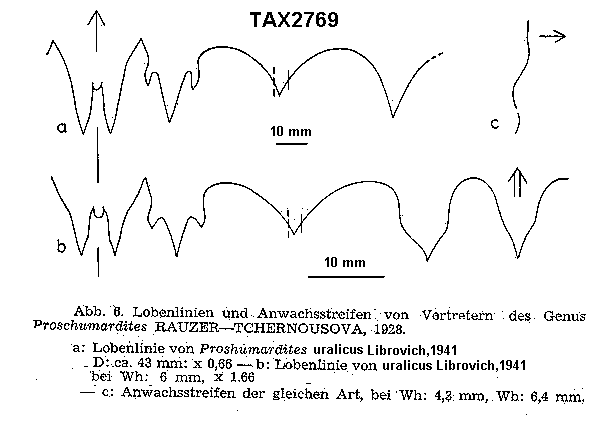 TAX2769
a
c
10 mm
b
10 mm
Abb. 6. Lobenlinien und Anwachsstreifen von Vertretern des Genus
Proschumardites RAUZER—TCHERNOUSOVA, 1928.
a: Lobenlinie von Proshumardites uralicus Librovich,1941
D: ca. 43 mm: x 0,66 — b: Lobenlinie von uralicus Librovich,1941
bei Wh: 6 mm, x 1.66
— c: Anwachsstreifen der gleichen Art, bei Wh: 4,3 mm, Wb: 6,4 mm,